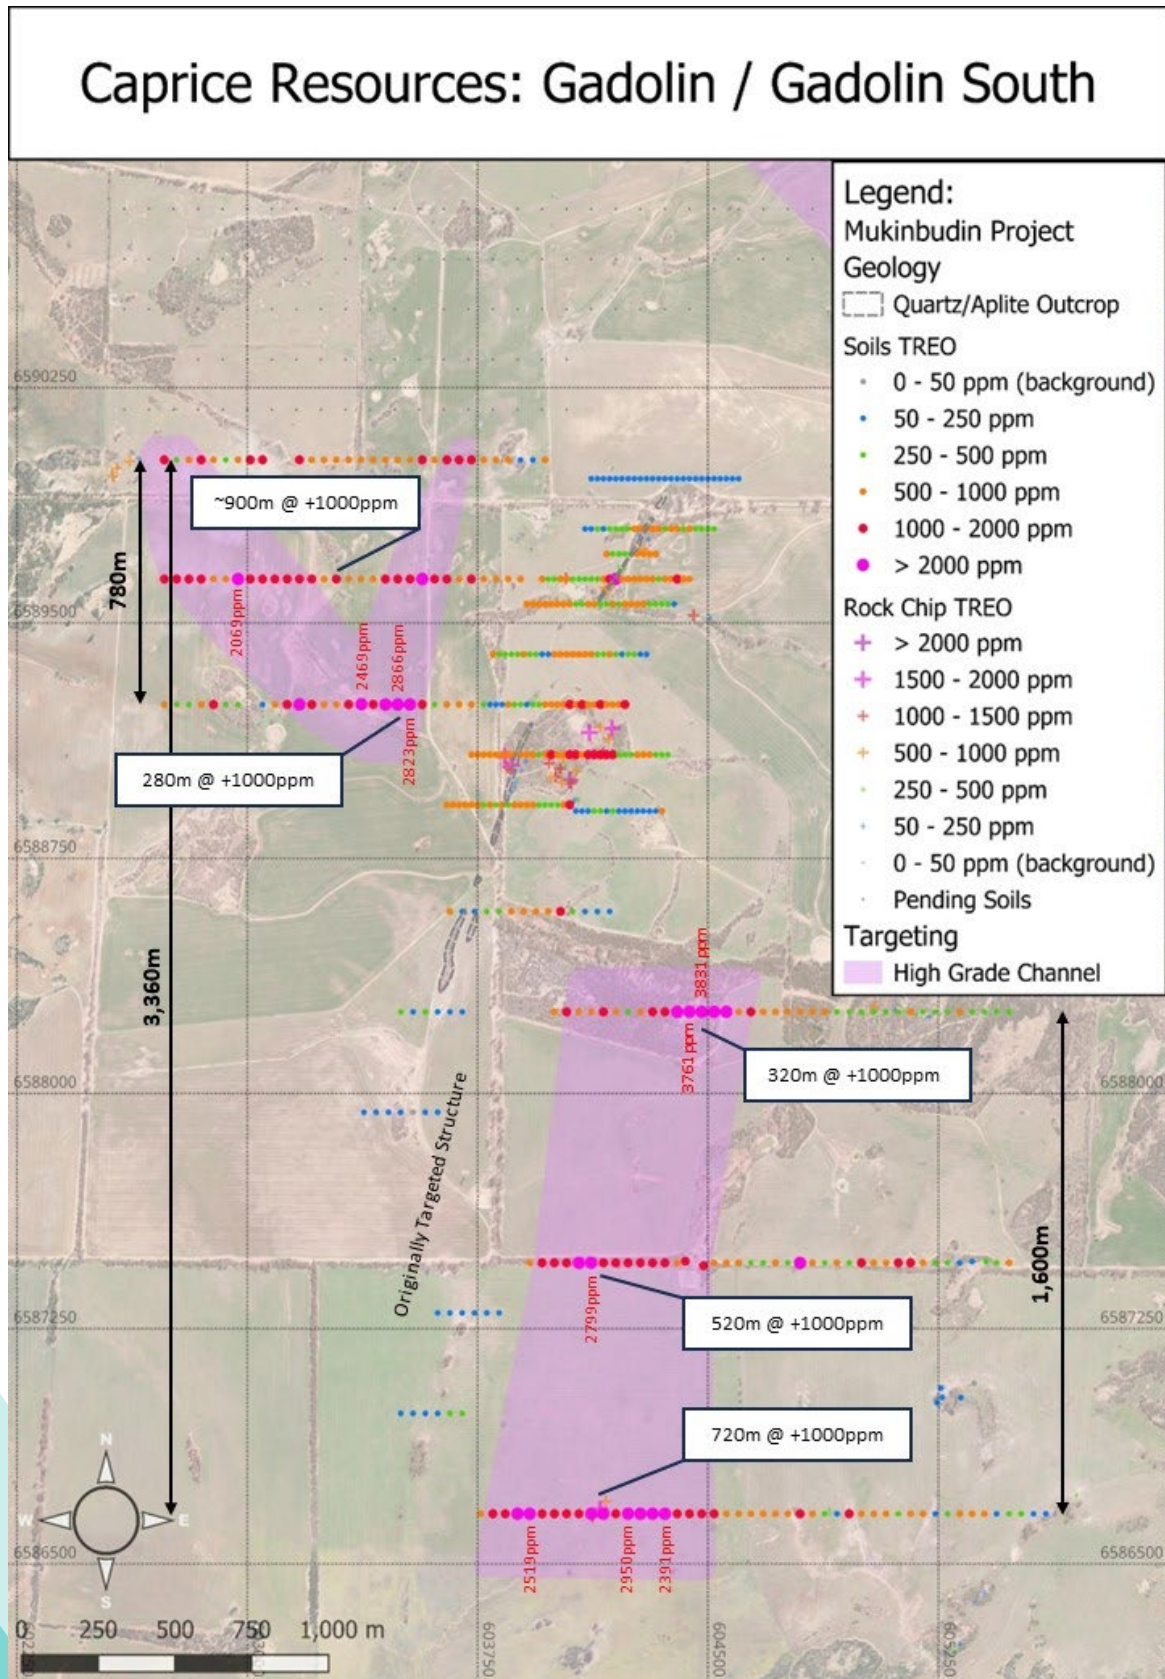 Caprice Resources: Gadolin / Gadolin South
Legend:
Mukinbudin Project
Geology
Quartz/Aplite Outcrop
Soils TREO
0 - 50 ppm (background)
50 - 250 ppm
250 - 500 ppm
500 - 1000 ppm
1000 - 2000 ppm
> 2000 ppm
Rock Chip TREO
> 2000 ppm
1500 - 2000 ppm
1000 - 1500 ppm
500 - 1000 ppm
250 - 500 ppm
50 - 250 ppm
0 - 50 ppm (background)
Pending Soils
Targeting
High Grade Channel
6590250
~900m @ +1000ppm
780m
6589500
2069ppm
2469ppm
2866ppm
2823ppm
280m @ +1000ppm
6588750
3,360m
3831ppm
3761ppm
320m @ +1000ppm
6588000
6588000
Originally Targeted Structure
1,600m
2799ppm
520m @ +1000ppm
6587250
6587250
720m @ +1000ppm
N
W
E
S
2519ppm
2950ppm
2391ppm
6586500
6586500
0 250 500 750 1,000 m
603750
604500
605250